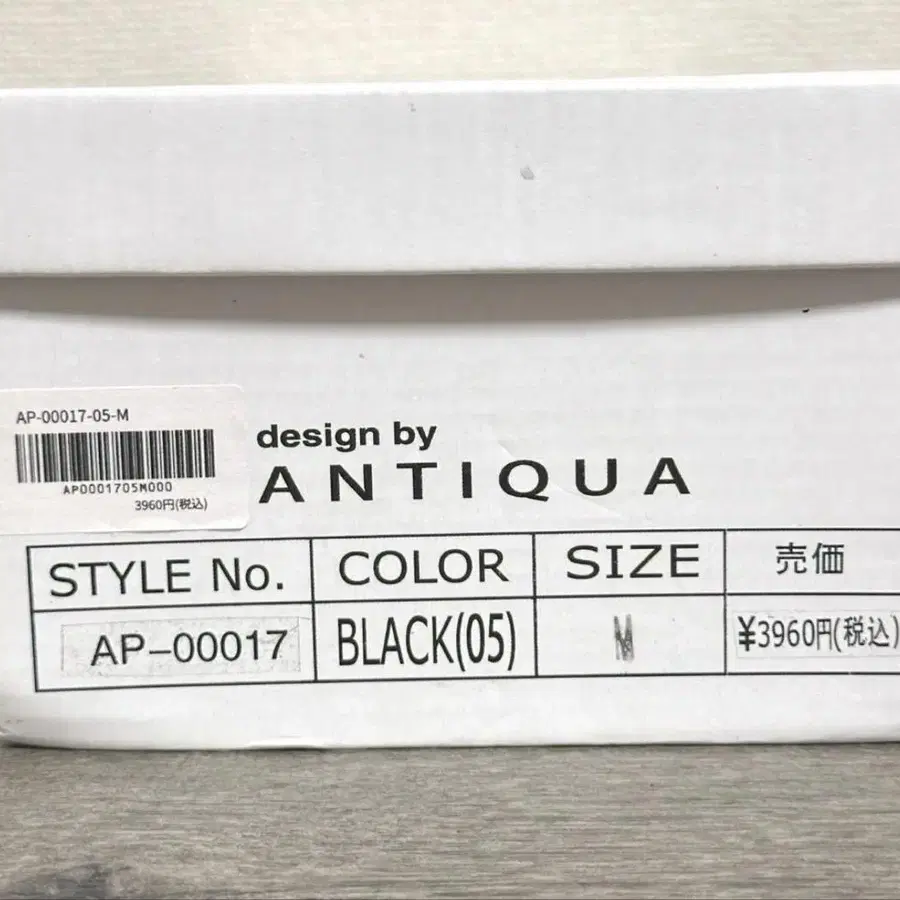 AP-00017-05-M
AP0001705M000
3960円(税込)
design by
ANTIQUA
STYLE No. COLOR SIZE 売価
AP-00017 BLACK(05) M ¥3960円(税込)